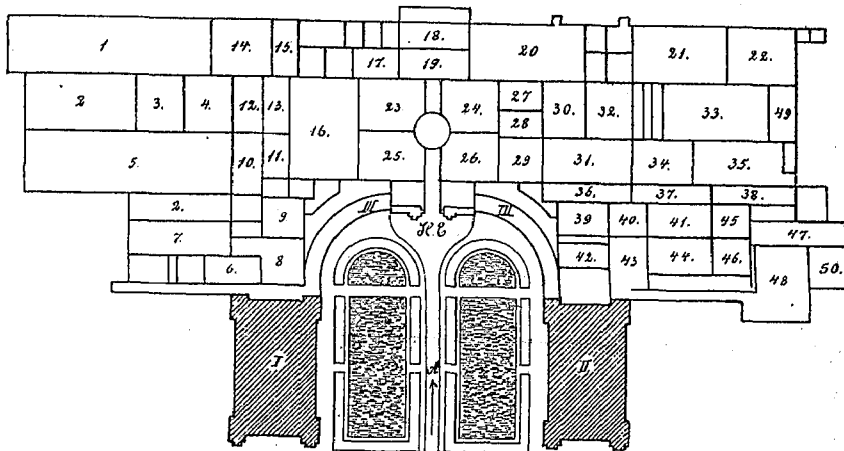 1 14. 15. 18. 20 21. 22.
17. 19.
2 3. 4. 12. 13. 16. 23 24. 27 30. 32. 33. 49
28
5 10. 11. 25. 26. 29 31. 34. 35.
36. 37. 38.
2. 9 III III 39 40. 41. 45
7. H.E 47.
6. 8 42. 43 44. 46. 48 50.
I A II